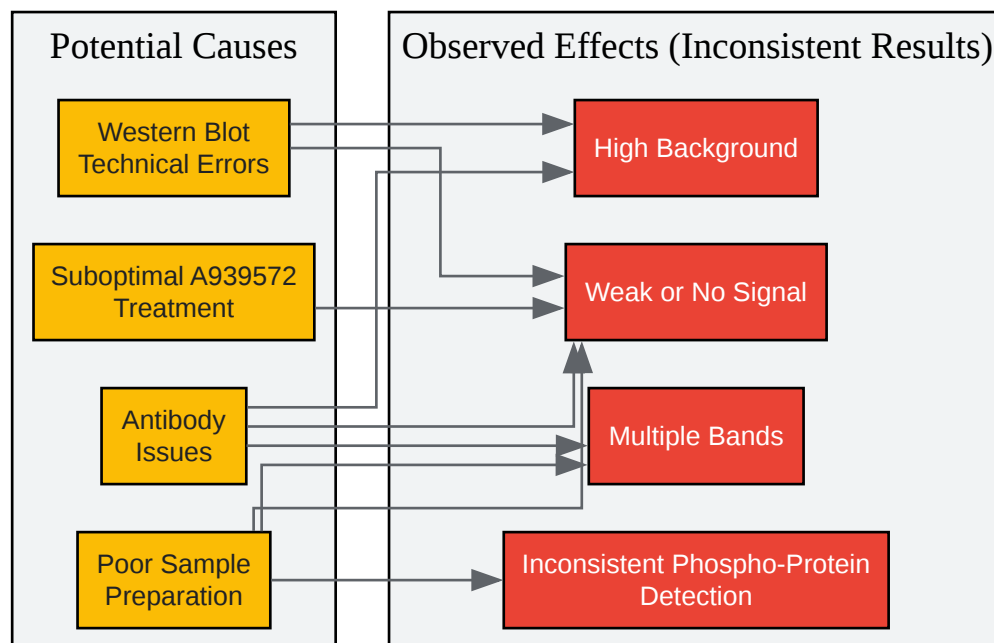 Potential Causes
Observed Effects (Inconsistent Results)
Western Blot
Technical Errors
High Background
Suboptimal A939572
Treatment
Weak or No Signal
Antibody
Issues
Multiple Bands
Poor Sample
Preparation
Inconsistent Phospho-Protein
Detection